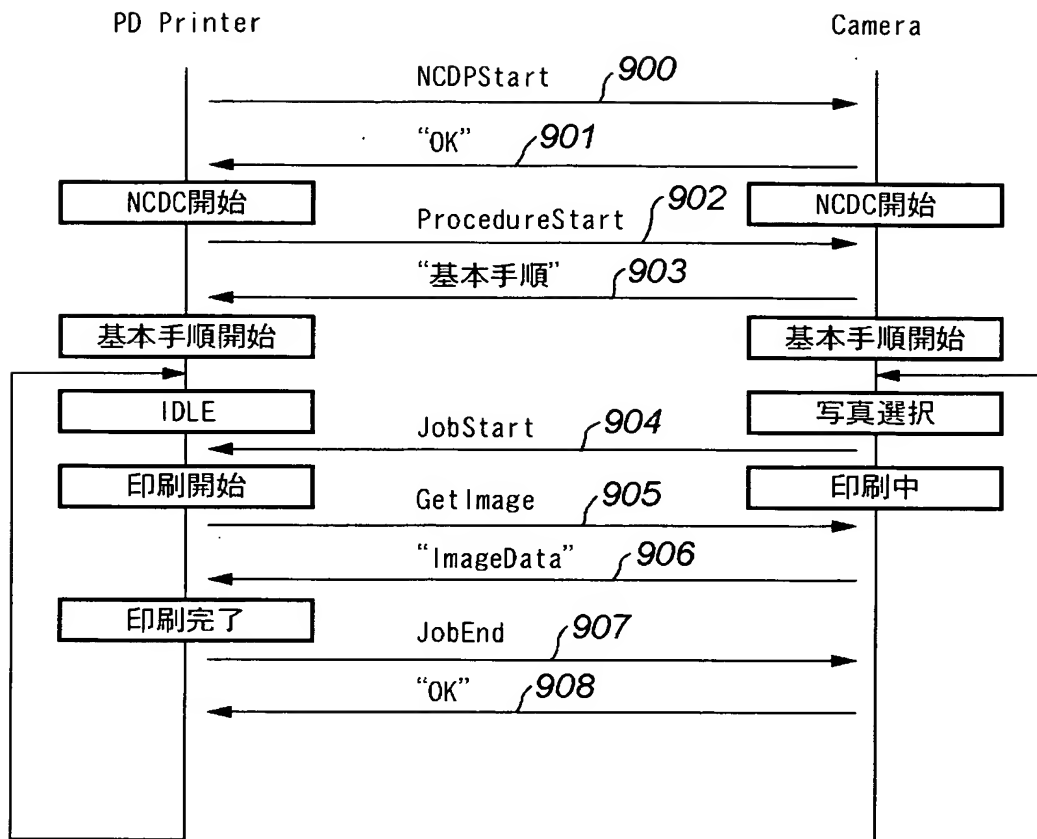 PD Printer
Camera
NCDPStart 900
“OK” 901
NCDC開始
NCDC開始
ProcedureStart 902
“基本手順” 903
基本手順開始
基本手順開始
IDLE
写真選択
JobStart 904
印刷開始
印刷中
GetImage 905
“ImageData” 906
印刷完了
JobEnd 907
“OK” 908